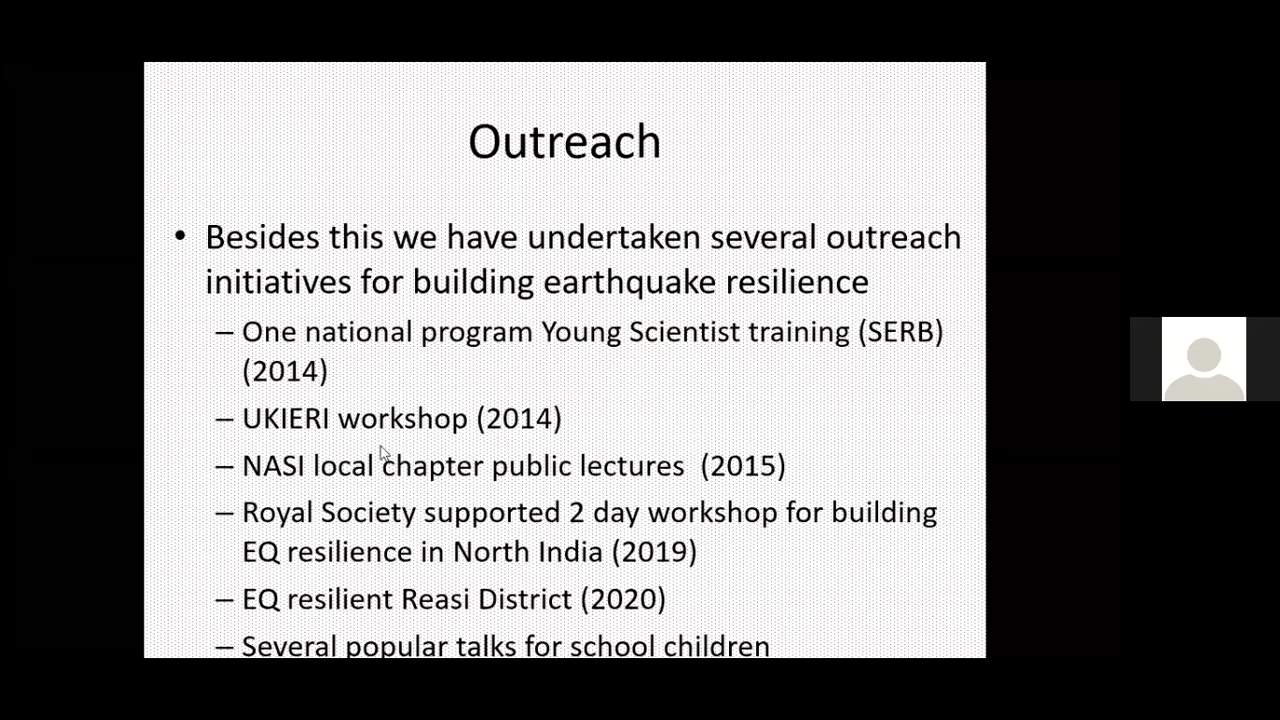 Outreach
• Besides this we have undertaken several outreach
initiatives for building earthquake resilience
– One national program Young Scientist training (SERB)
(2014)
– UKIERI workshop (2014)
– NASI local chapter public lectures (2015)
– Royal Society supported 2 day workshop for building
EQ resilience in North India (2019)
– EQ resilient Reasi District (2020)
– Several popular talks for school children